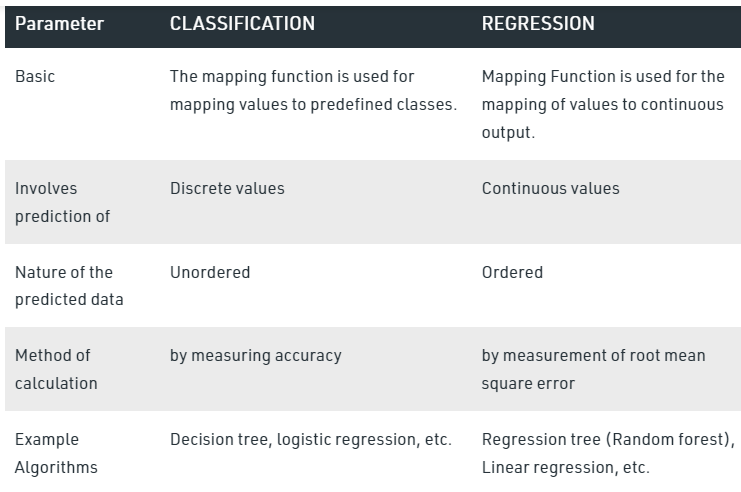 Parameter CLASSIFICATION REGRESSION
Basic The mapping function is used for Mapping Function is used for the
mapping values to predefined classes. mapping of values to continuous
output.
Involves Discrete values Continuous values
prediction of
Nature of the Unordered Ordered
predicted data
Method of by measuring accuracy by measurement of root mean
calculation square error
Example Decision tree, logistic regression, etc. Regression tree (Random forest),
Algorithms Linear regression, etc.